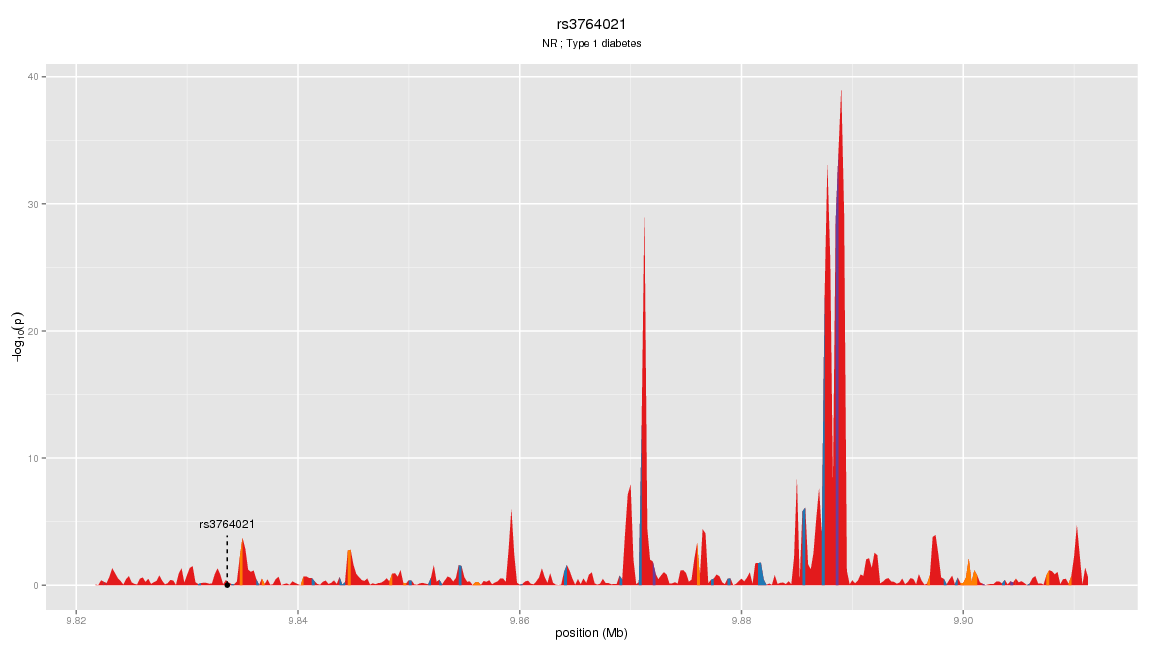 rs3764021
NR ; Type 1 diabetes
40
30
20
10
0
−log10(p)
rs3764021
9.82
9.84
9.86
9.88
9.90
position (Mb)